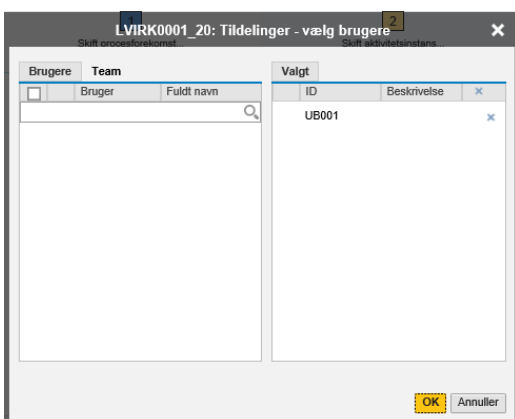 1
2
LVIRK0001_20: Tildelinger - vælg brugere
Skift procesforekomst...
Skift aktivitetsinstans...
Brugere Team
Valgt
Bruger Fuldt navn
ID Beskrivelse
UB001
OK Annuller